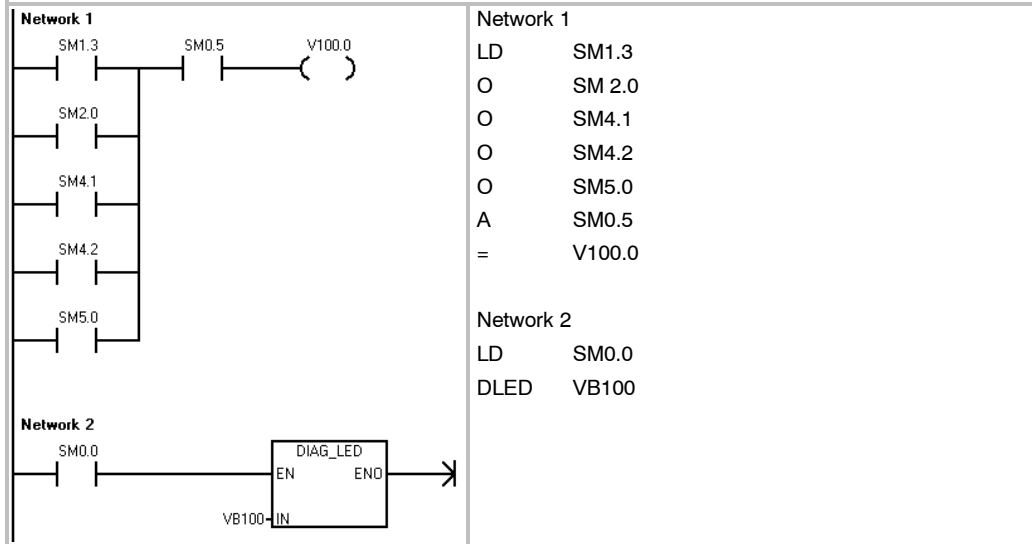 Network 1
SM1.3 SM0.5 V100.0
SM2.0
SM4.1
SM4.2
SM5.0
Network 2
SM0.0 DIAG_LED
EN ENO
VB100 IN
Network 1
LD SM1.3
O SM 2.0
O SM4.1
O SM4.2
O SM5.0
A SM0.5
= V100.0
Network 2
LD SM0.0
DLED VB100